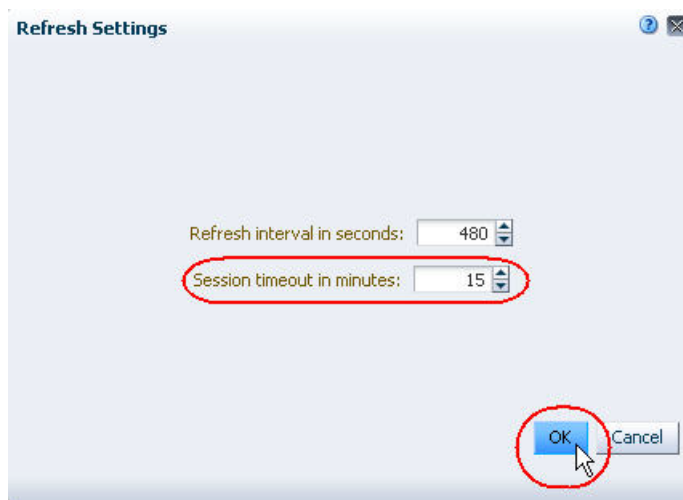 Refresh Settings
Refresh interval in seconds: 480
Session timeout in minutes: 15
OK Cancel